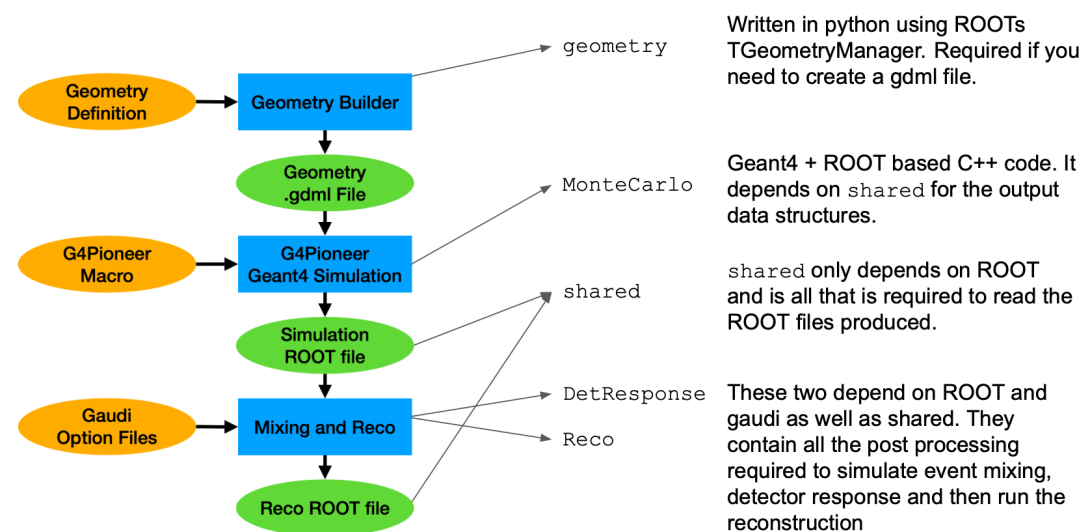 Geometry
Definition
Geometry Builder
Geometry
.gdml File
G4Pioneer
Macro
G4Pioneer
Geant4 Simulation
Simulation
ROOT file
Gaudi
Option Files
Mixing and Reco
Reco ROOT file
geometry
MonteCarlo
shared
DetResponse
Reco
Written in python using ROOTs
TGeometryManager. Required if you
need to create a gdml file.
Geant4 + ROOT based C++ code. It
depends on shared for the output
data structures.
shared only depends on ROOT
and is all that is required to read the
ROOT files produced.
These two depend on ROOT and
gaudi as well as shared. They
contain all the post processing
required to simulate event mixing,
detector response and then run the
reconstruction